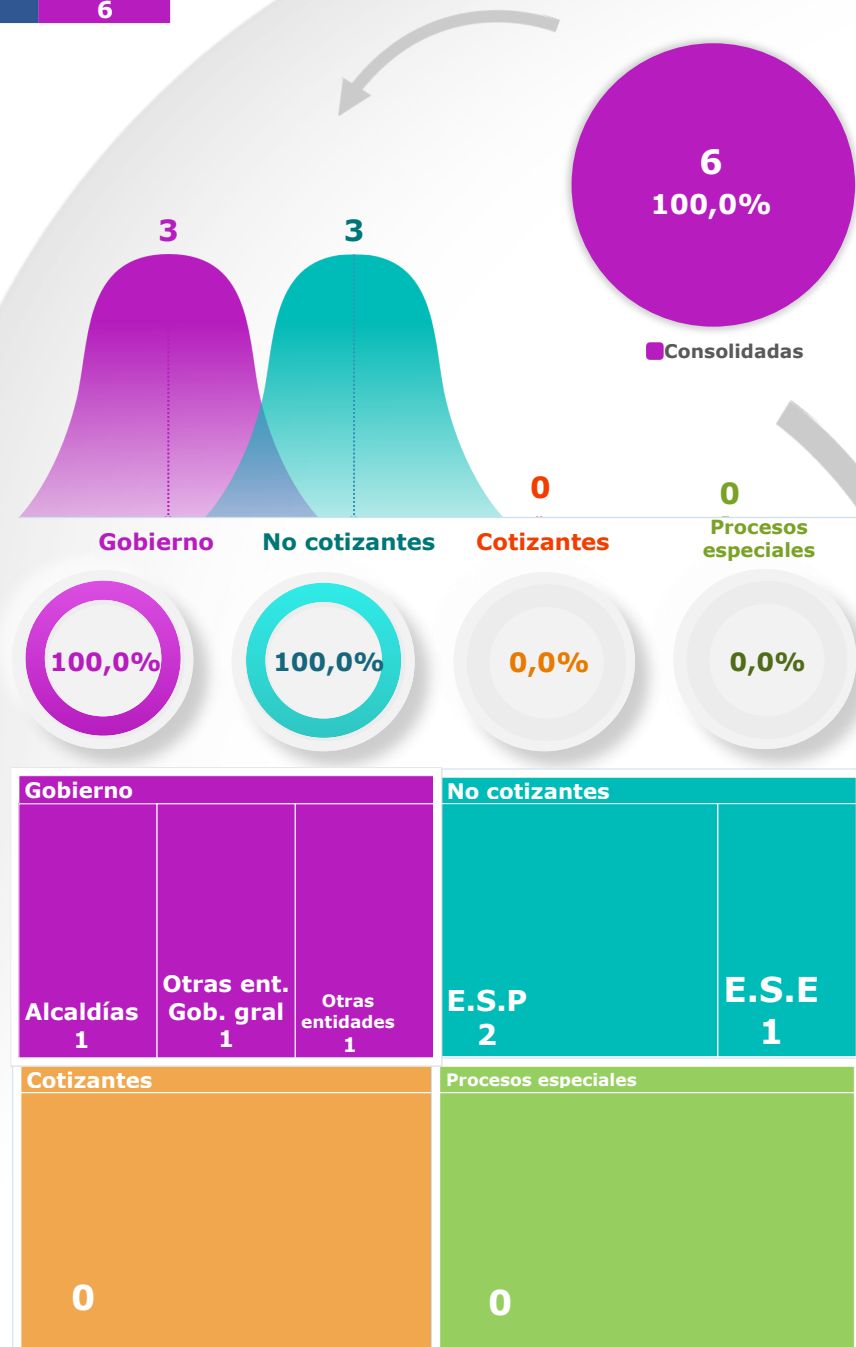 6
6
100,0%
Consolidadas
3
3
0
0
Gobierno
No cotizantes
Cotizantes
Procesos
especiales
100,0%
100,0%
0,0%
0,0%
Gobierno
Alcaldías
1
Otras ent.
Gob. gral
1
Otras
entidades
1
No cotizantes
E.S.P
2
E.S.E
1
Cotizantes
0
Procesos especiales
0